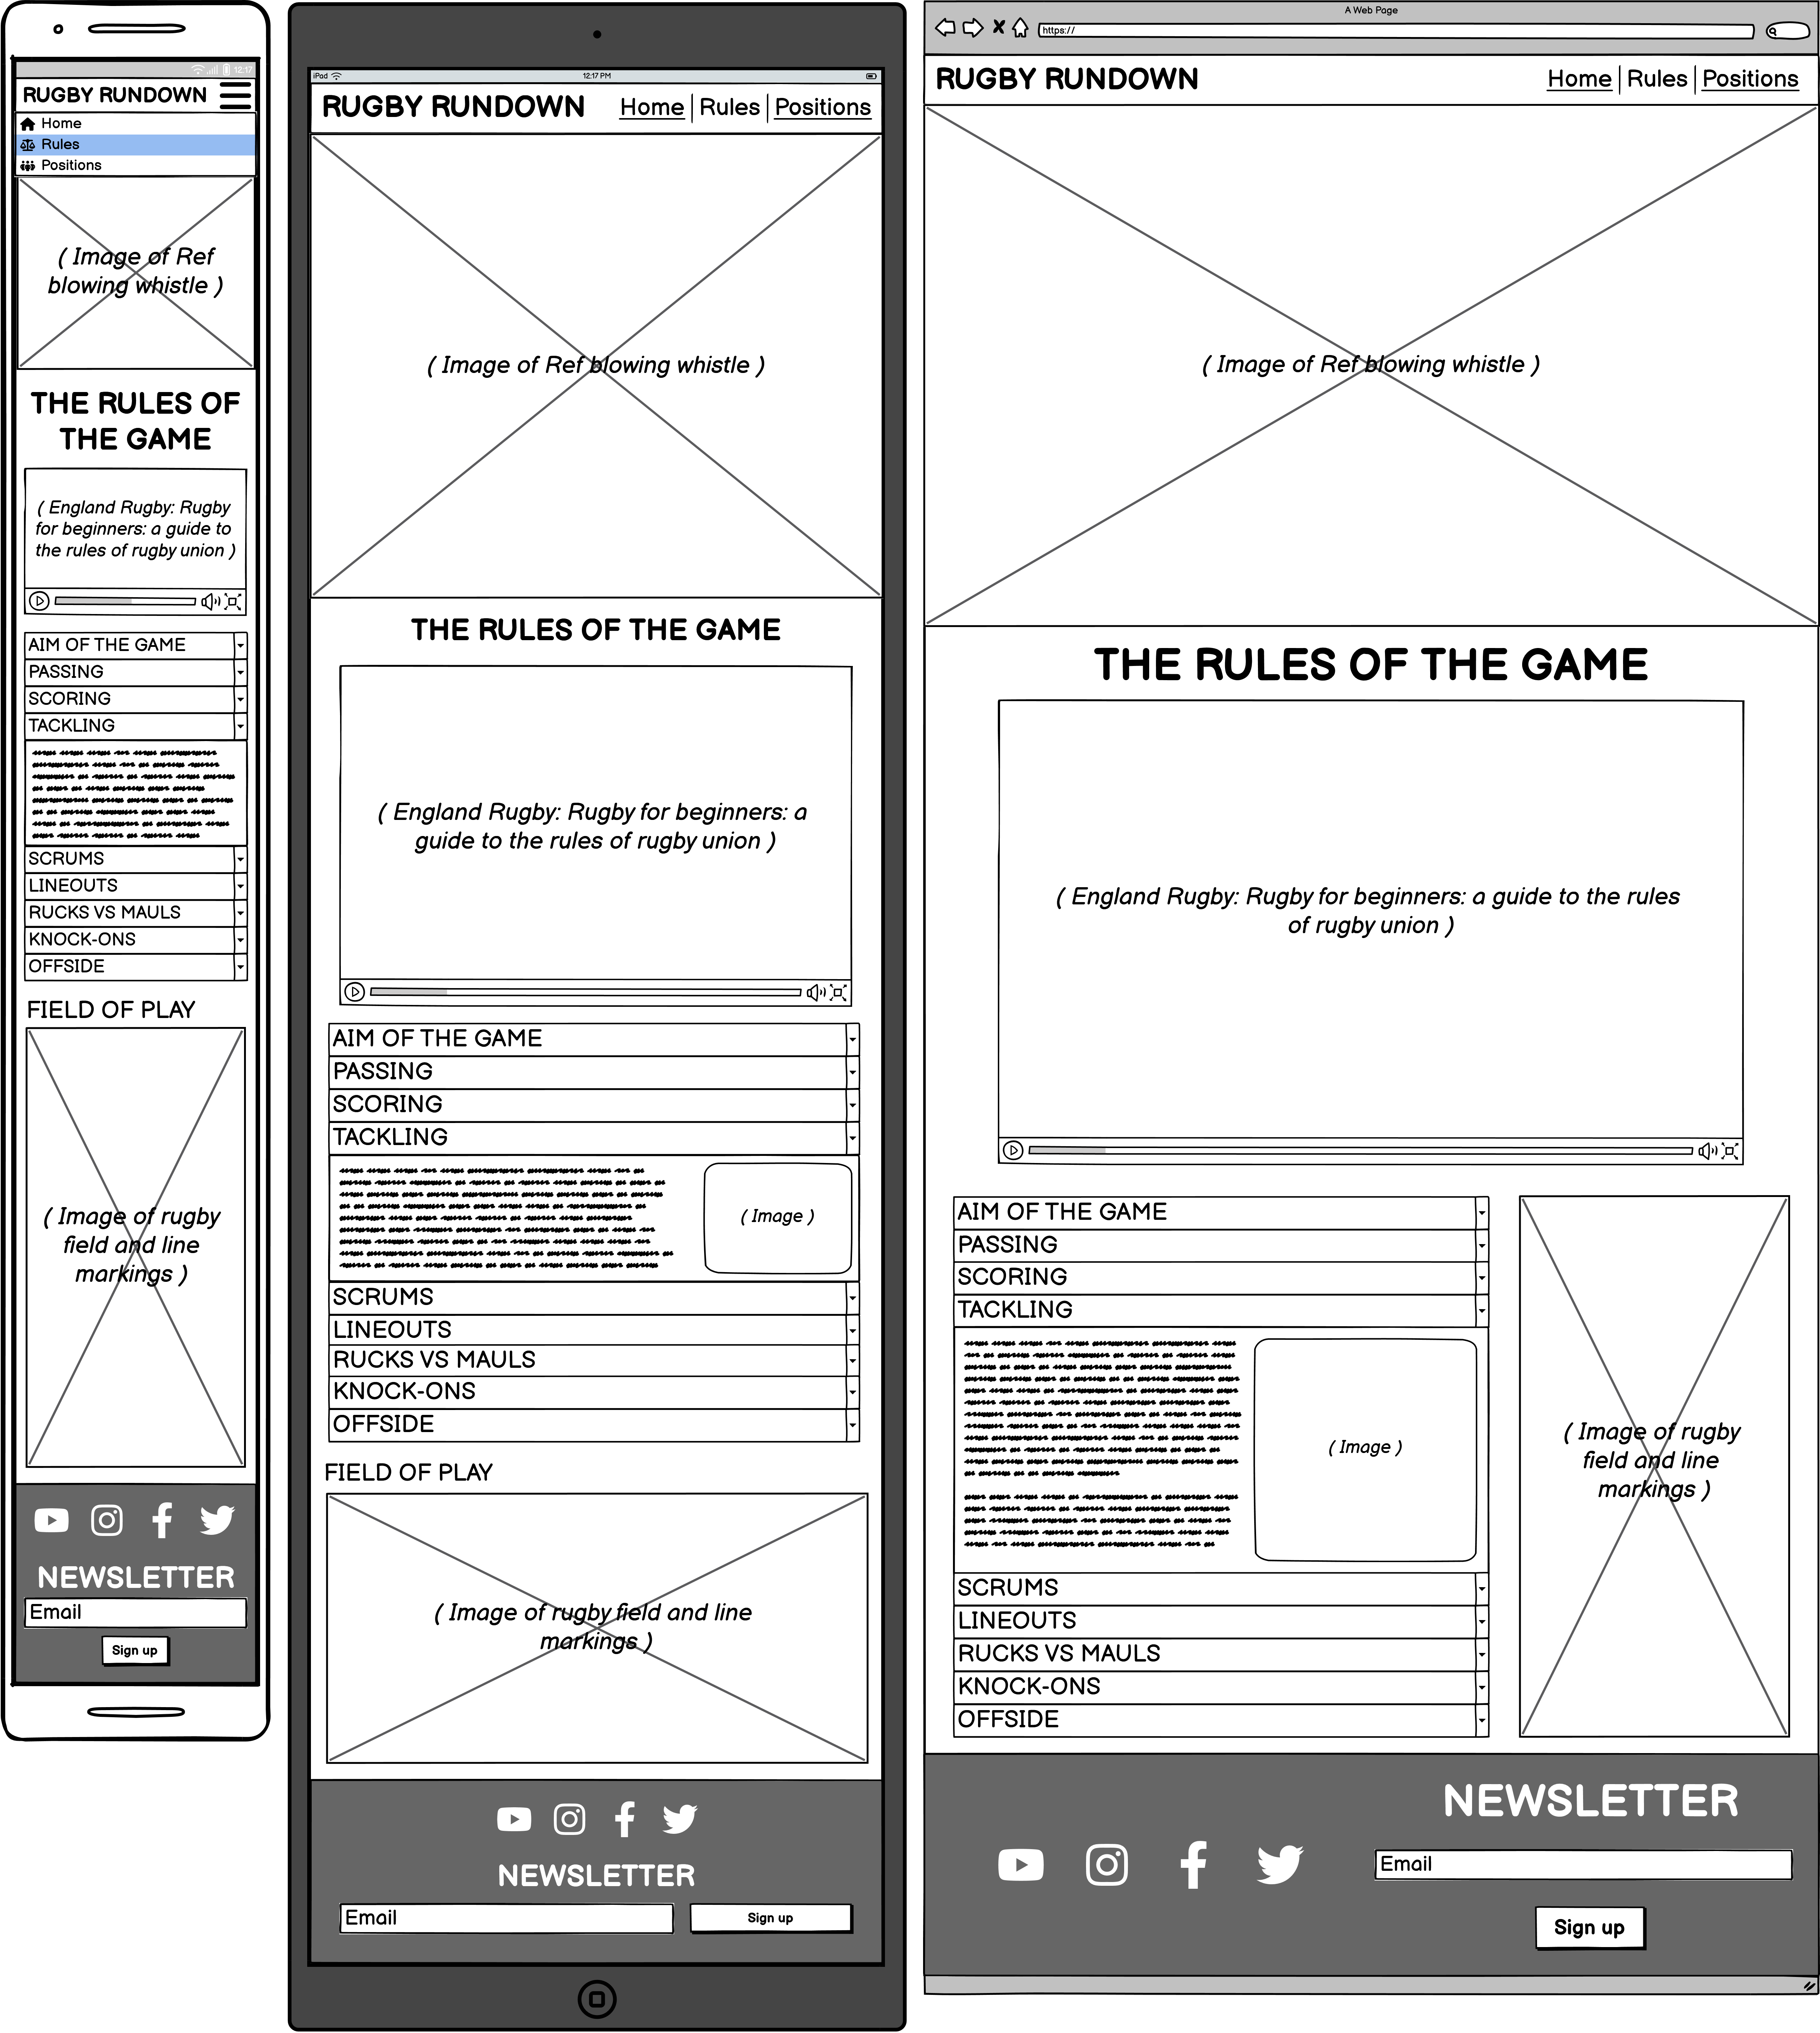 12:17
RUGBY RUNDOWN
Home
Rules
Positions
( Image of Ref
blowing whistle )
THE RULES OF
THE GAME
( England Rugby: Rugby
for beginners: a guide to
the rules of rugby union )
AIM OF THE GAME
PASSING
SCORING
TACKLING
SCRUMS
LINEOUTS
RUCKS VS MAULS
KNOCK-ONS
OFFSIDE
FIELD OF PLAY
( Image of rugby
field and line
markings )
NEWSLETTER
Email
Sign up
iPad 12:17 PM
RUGBY RUNDOWN Home Rules Positions
( Image of Ref blowing whistle )
THE RULES OF THE GAME
( England Rugby: Rugby for beginners: a
guide to the rules of rugby union )
AIM OF THE GAME
PASSING
SCORING
TACKLING
( Image )
SCRUMS
LINEOUTS
RUCKS VS MAULS
KNOCK-ONS
OFFSIDE
FIELD OF PLAY
( Image of rugby field and line
markings )
NEWSLETTER
Email Sign up
A Web Page
https://
RUGBY RUNDOWN Home Rules Positions
( Image of Ref blowing whistle )
THE RULES OF THE GAME
( England Rugby: Rugby for beginners: a guide to the rules
of rugby union )
AIM OF THE GAME
PASSING
SCORING
TACKLING
( Image )
SCRUMS
LINEOUTS
RUCKS VS MAULS
KNOCK-ONS
OFFSIDE
( Image of rugby
field and line
markings )
NEWSLETTER
Email
Sign up